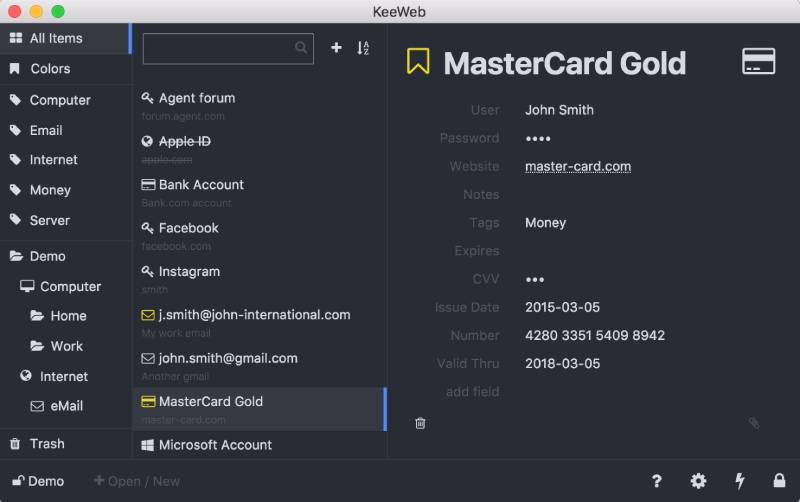 KeeWeb
All Items
Colors
Computer
Email
Internet
Money
Server
Demo
Computer
Home
Work
Internet
eMail
Trash
Agent forum
forum.agent.com
Apple ID
apple.com
Bank Account
Bank.com account
Facebook
facebook.com
Instagram
smith
j.smith@john-international.com
My work email
john.smith@gmail.com
Another gmail
MasterCard Gold
master-card.com
Microsoft Account
MasterCard Gold
User John Smith
Password ••••
Website master-card.com
Notes
Tags Money
Expires
CVV •••
Issue Date 2015-03-05
Number 4280 3351 5409 8942
Valid Thru 2018-03-05
add field
Demo
Open / New
?